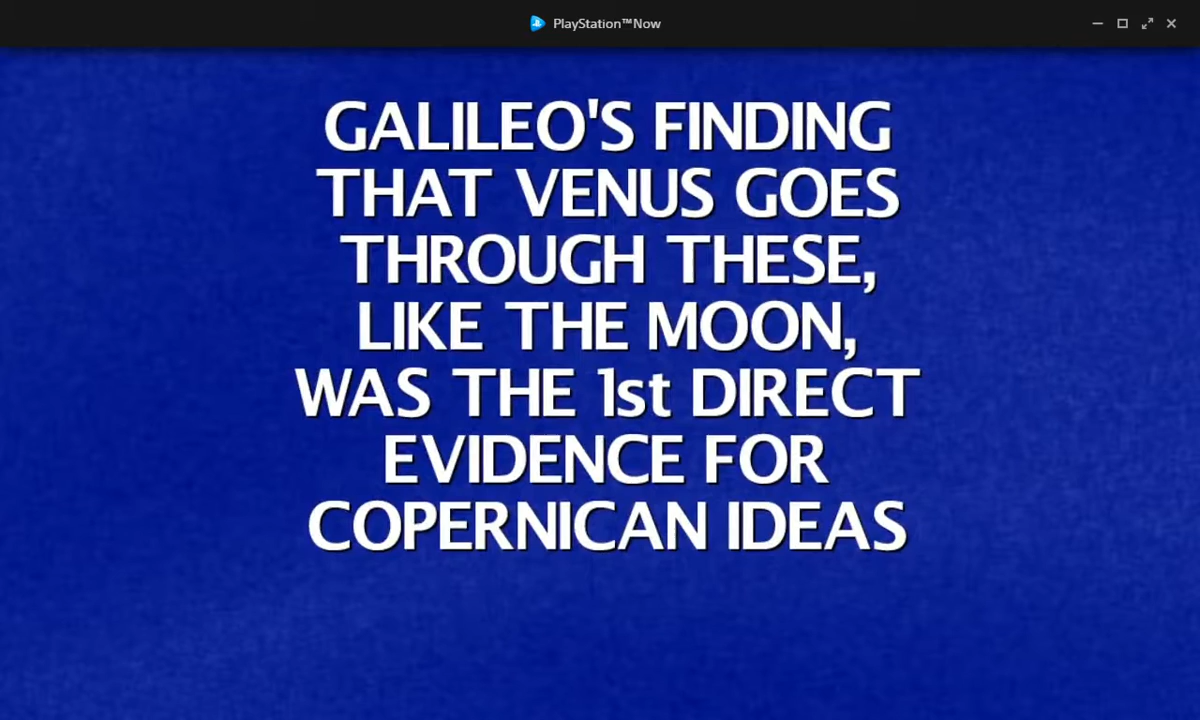 PlayStation™Now
GALILEO'S FINDING
THAT VENUS GOES
THROUGH THESE,
LIKE THE MOON,
WAS THE 1st DIRECT
EVIDENCE FOR
COPERNICAN IDEAS